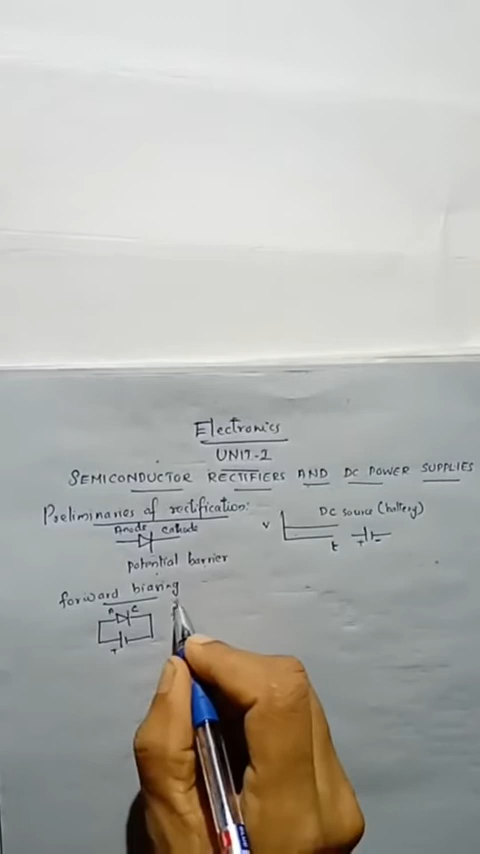 Electronics
UNIT-2
SEMICONDUCTOR RECTIFIERS AND DC POWER SUPPLIES
Preliminaries of rectification:
Anode Cathode
V DC source (battery)
t + -
potential barrier
forward biasing
A C
+